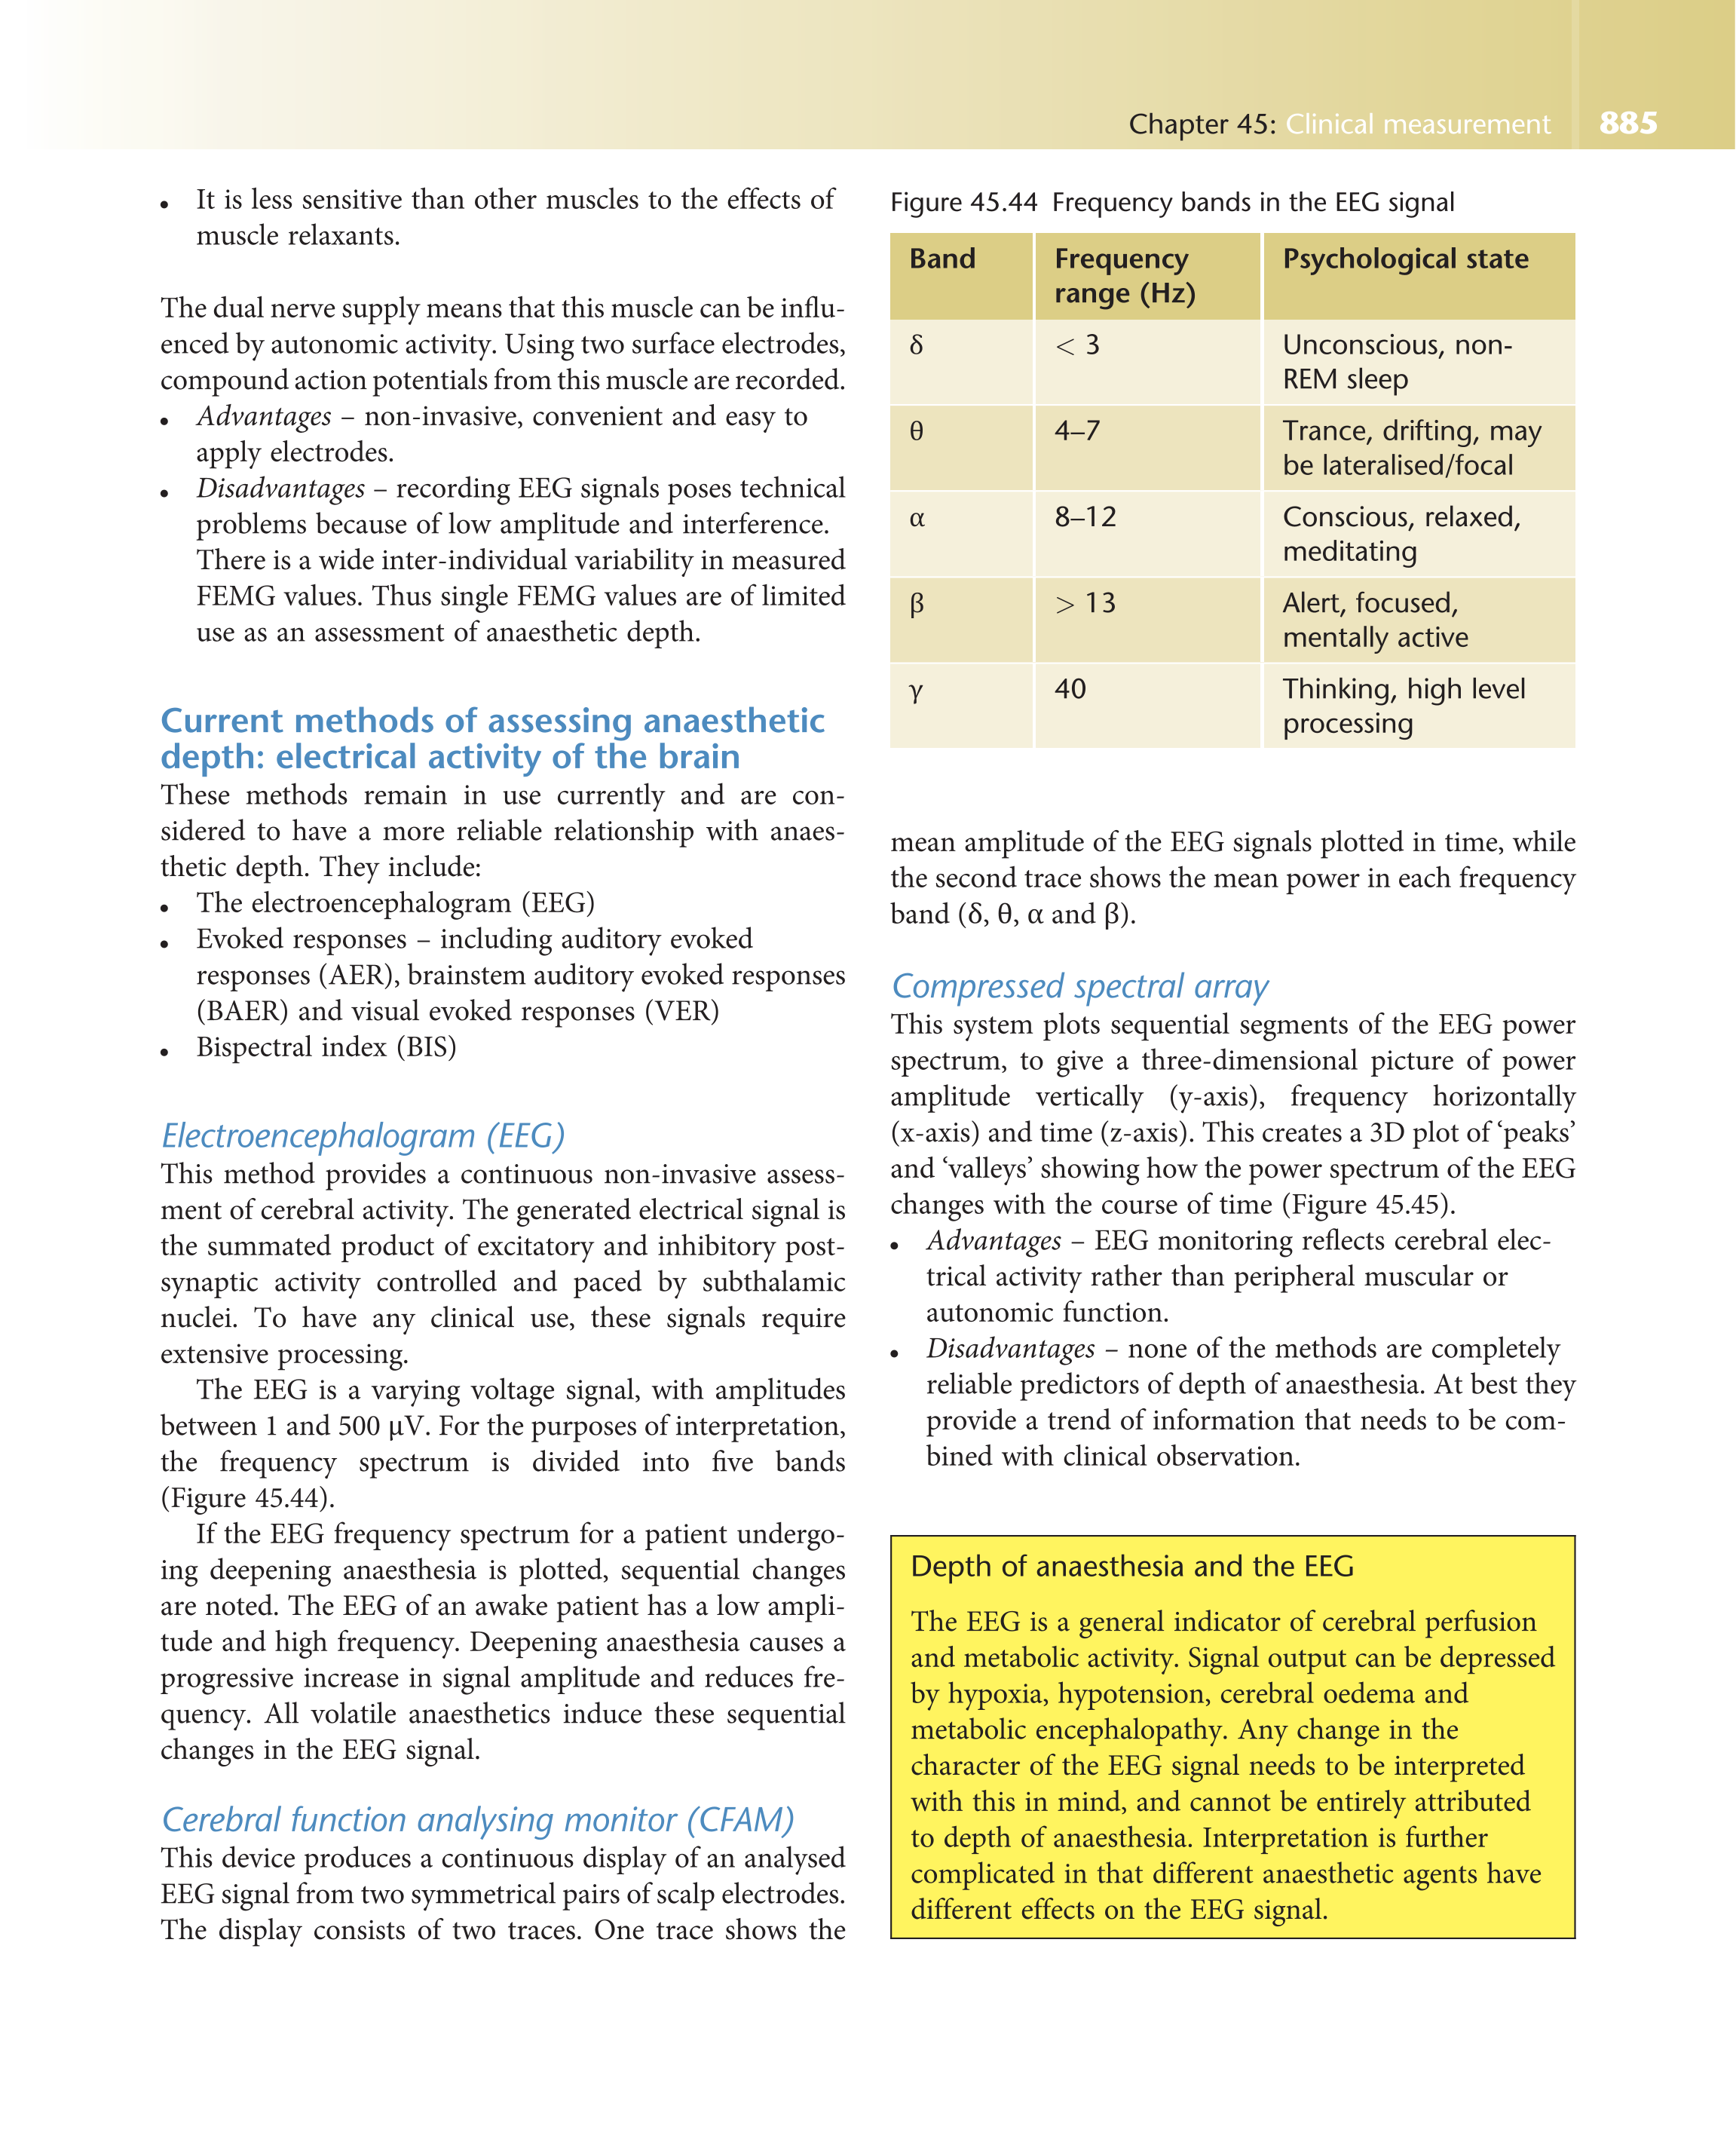 Chapter 45: Clinical measurement 885
• It is less sensitive than other muscles to the effects of
muscle relaxants.
The dual nerve supply means that this muscle can be influ-
enced by autonomic activity. Using two surface electrodes,
compound action potentials from this muscle are recorded.
• Advantages – non-invasive, convenient and easy to
apply electrodes.
• Disadvantages – recording EEG signals poses technical
problems because of low amplitude and interference.
There is a wide inter-individual variability in measured
FEMG values. Thus single FEMG values are of limited
use as an assessment of anaesthetic depth.
Current methods of assessing anaesthetic
depth: electrical activity of the brain
These methods remain in use currently and are con-
sidered to have a more reliable relationship with anaes-
thetic depth. They include:
• The electroencephalogram (EEG)
• Evoked responses – including auditory evoked
responses (AER), brainstem auditory evoked responses
(BAER) and visual evoked responses (VER)
• Bispectral index (BIS)
Electroencephalogram (EEG)
This method provides a continuous non-invasive assess-
ment of cerebral activity. The generated electrical signal is
the summated product of excitatory and inhibitory post-
synaptic activity controlled and paced by subthalamic
nuclei. To have any clinical use, these signals require
extensive processing.
The EEG is a varying voltage signal, with amplitudes
between 1 and 500 μV. For the purposes of interpretation,
the frequency spectrum is divided into five bands
(Figure 45.44).
If the EEG frequency spectrum for a patient undergo-
ing deepening anaesthesia is plotted, sequential changes
are noted. The EEG of an awake patient has a low ampli-
tude and high frequency. Deepening anaesthesia causes a
progressive increase in signal amplitude and reduces fre-
quency. All volatile anaesthetics induce these sequential
changes in the EEG signal.
Cerebral function analysing monitor (CFAM)
This device produces a continuous display of an analysed
EEG signal from two symmetrical pairs of scalp electrodes.
The display consists of two traces. One trace shows the
Figure 45.44 Frequency bands in the EEG signal
Band Frequency Psychological state
range (Hz)
δ < 3 Unconscious, non-
REM sleep
θ 4–7 Trance, drifting, may
be lateralised/focal
α 8–12 Conscious, relaxed,
meditating
β > 13 Alert, focused,
mentally active
γ 40 Thinking, high level
processing
mean amplitude of the EEG signals plotted in time, while
the second trace shows the mean power in each frequency
band (δ, θ, α and β).
Compressed spectral array
This system plots sequential segments of the EEG power
spectrum, to give a three-dimensional picture of power
amplitude vertically (y-axis), frequency horizontally
(x-axis) and time (z-axis). This creates a 3D plot of ‘peaks’
and ‘valleys’ showing how the power spectrum of the EEG
changes with the course of time (Figure 45.45).
• Advantages – EEG monitoring reflects cerebral elec-
trical activity rather than peripheral muscular or
autonomic function.
• Disadvantages – none of the methods are completely
reliable predictors of depth of anaesthesia. At best they
provide a trend of information that needs to be com-
bined with clinical observation.
Depth of anaesthesia and the EEG
The EEG is a general indicator of cerebral perfusion
and metabolic activity. Signal output can be depressed
by hypoxia, hypotension, cerebral oedema and
metabolic encephalopathy. Any change in the
character of the EEG signal needs to be interpreted
with this in mind, and cannot be entirely attributed
to depth of anaesthesia. Interpretation is further
complicated in that different anaesthetic agents have
different effects on the EEG signal.